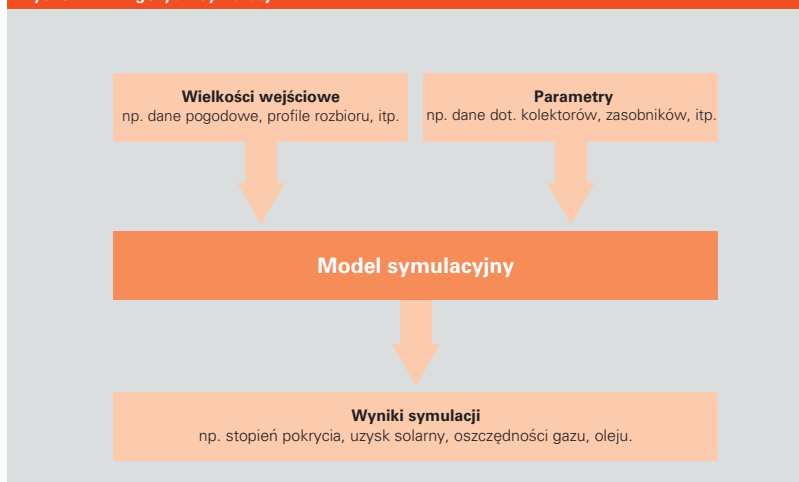 Wielkości wejściowe
np. dane pogodowe, profile rozbioru, itp.
Parametry
np. dane dot. kolektorów, zasobników, itp.
Model symulacyjny
Wyniki symulacji
np. stopień pokrycia, uzysk solarny, oszczędności gazu, oleju.